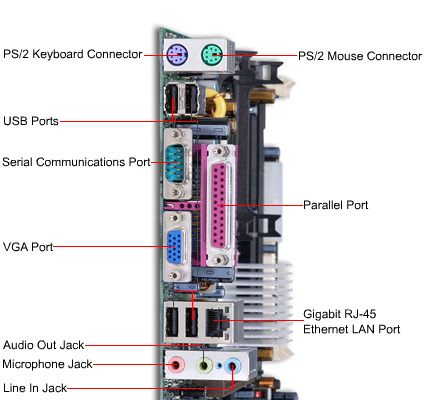 PS/2 Keyboard Connector
PS/2 Mouse Connector
USB Ports
Serial Communications Port
Parallel Port
VGA Port
Gigabit RJ-45
Ethernet LAN Port
Audio Out Jack
Microphone Jack
Line In Jack